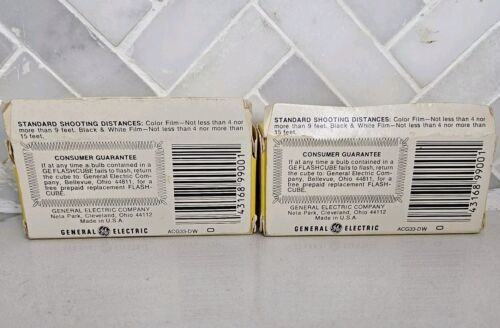 STANDARD SHOOTING DISTANCES: Color Film—Not less than 4 nor
more than 9 feet. Black & White Film—Not less than 4 nor more than
15 feet.
CONSUMER GUARANTEE
If at any time a bulb contained in a
GE FLASHCUBE fails to flash, return
the cube to: General Electric Com-
pany, Bellevue, Ohio 44811, for a
free prepaid replacement FLASH-
CUBE.
GENERAL ELECTRIC COMPANY
Nela Park, Cleveland, Ohio 44112
Made in U.S.A.
GENERAL GE ELECTRIC
ACG33-DW
43168 99001
STANDARD SHOOTING DISTANCES: Color Film—Not less than 4 nor
more than 9 feet. Black & White Film—Not less than 4 nor more than
15 feet.
CONSUMER GUARANTEE
If at any time a bulb contained in a
GE FLASHCUBE fails to flash, return
the cube to: General Electric Com-
pany, Bellevue, Ohio 44811, for a
free prepaid replacement FLASH-
CUBE.
GENERAL ELECTRIC COMPANY
Nela Park, Cleveland, Ohio 44112
Made in U.S.A.
GENERAL GE ELECTRIC
ACG33-DW
43168 99001